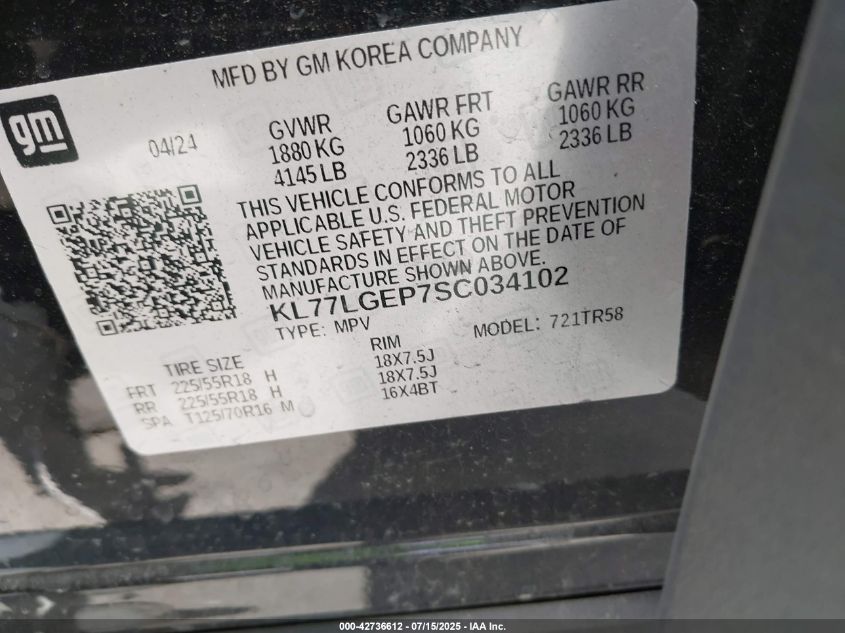 MFD BY GM KOREA COMPANY
gm
04/24
GVWR GAWR FRT GAWR RR
1880 KG 1060 KG 1060 KG
4145 LB 2336 LB 2336 LB
THIS VEHICLE CONFORMS TO ALL
APPLICABLE U.S. FEDERAL MOTOR
VEHICLE SAFETY AND THEFT PREVENTION
STANDARDS IN EFFECT ON THE DATE OF
MANUFACTURE SHOWN ABOVE.
KL77LGEP7SC034102
TYPE: MPV MODEL: 721TR58
TIRE SIZE RIM
FRT 225/55R18 H 18X7.5J
RR 225/55R18 H 18X7.5J
SPA T125/70R16 M 16X4BT
000-42736612 - 07/15/2025 - IAA Inc.